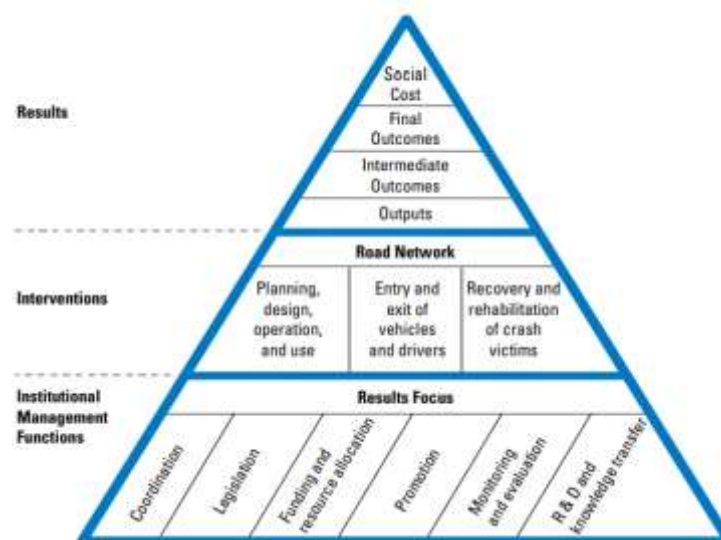 Results
Social
Cost
Final
Outcomes
Intermediate
Outcomes
Outputs
Interventions
Road Network
Planning,
design,
operation,
and use
Entry and
exit of
vehicles
and drivers
Recovery and
rehabilitation
of crash
victims
Institutional
Management
Functions
Results Focus
Coordination
Legislation
Funding and
resource allocation
Promotion
Monitoring
and evaluation
R & D and
knowledge transfer